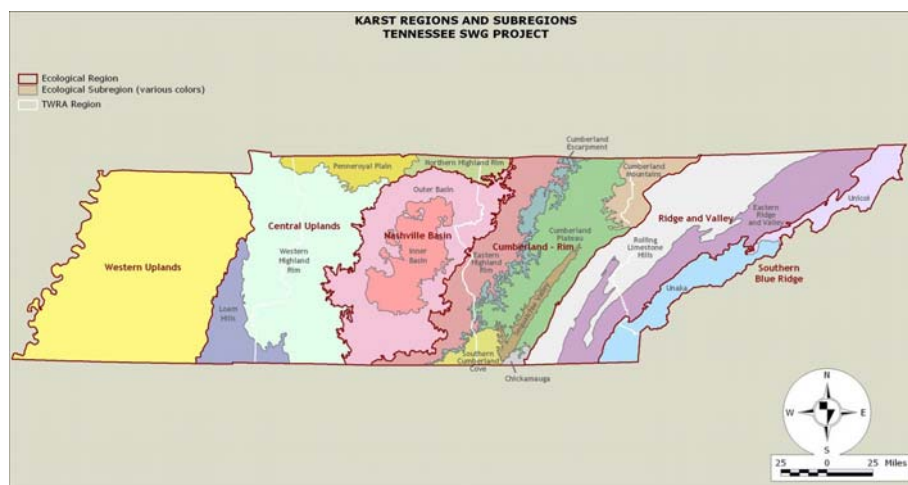 KARST REGIONS AND SUBREGIONS
TENNESSEE SWG PROJECT
Ecological Region
Ecological Subregion (various colors)
TWRA Region
Cumberland
Escarpment
Penneroyal Plain
Northern Highland Rim
Cumberland
Mountains
Outer Basin
Unicoi
Central Uplands
Nashville Basin
Inner
Basin
Cumberland
Plateau
Cumberland - Rim
Ridge and Valley
Eastern
Ridge
and Valley
Western Uplands
Western
Highland
Rim
Eastern
Highland
Rim
Rolling
Limestone
Hills
Southern
Blue Ridge
Unaka
Loam
Hills
Valley
Southern
Cumberland
Cove
Chickamauga
N
W
E
S
25 0 25 Miles